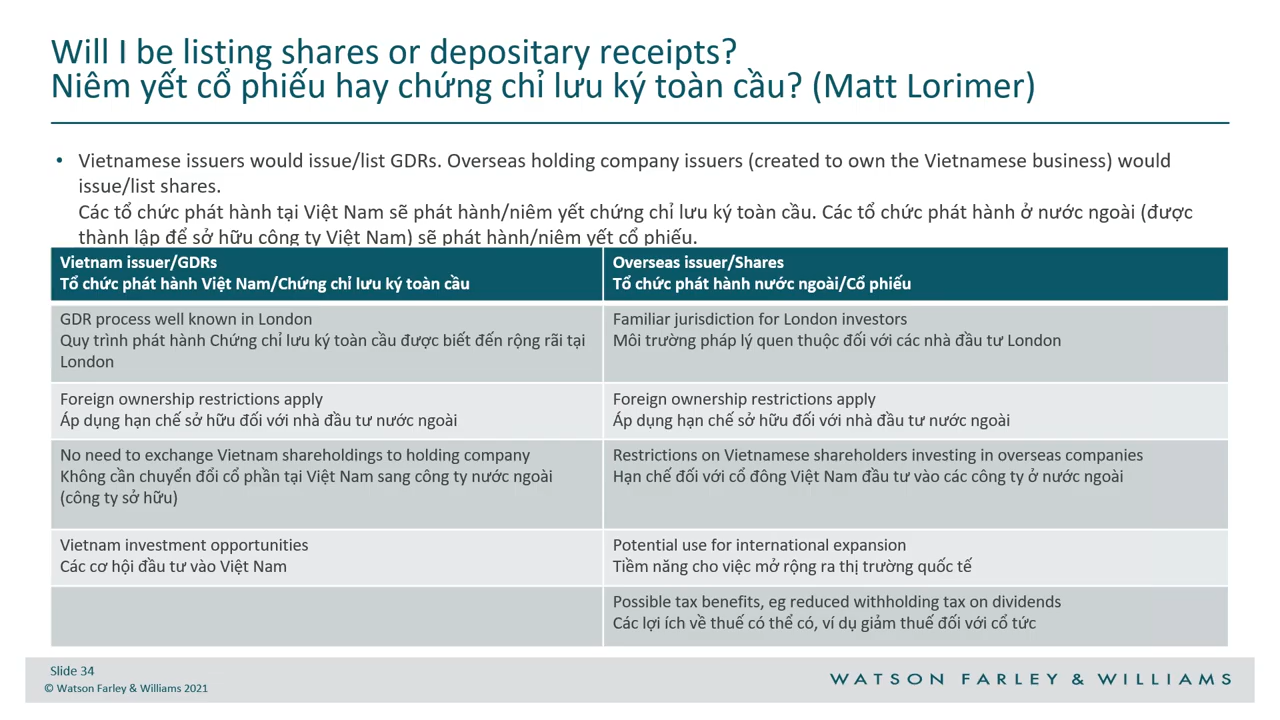 Will I be listing shares or depositary receipts?
Niêm yết cổ phiếu hay chứng chỉ lưu ký toàn cầu? (Matt Lorimer)
• Vietnamese issuers would issue/list GDRs. Overseas holding company issuers (created to own the Vietnamese business) would
issue/list shares.
Các tổ chức phát hành tại Việt Nam sẽ phát hành/niêm yết chứng chỉ lưu ký toàn cầu. Các tổ chức phát hành ở nước ngoài (được
thành lập để sở hữu công ty Việt Nam) sẽ phát hành/niêm yết cổ phiếu.
Vietnam issuer/GDRs
Tổ chức phát hành Việt Nam/Chứng chỉ lưu ký toàn cầu
Overseas issuer/Shares
Tổ chức phát hành nước ngoài/Cổ phiếu
GDR process well known in London
Quy trình phát hành Chứng chỉ lưu ký toàn cầu được biết đến rộng rãi tại
London
Familiar jurisdiction for London investors
Môi trường pháp lý quen thuộc đối với các nhà đầu tư London
Foreign ownership restrictions apply
Áp dụng hạn chế sở hữu đối với nhà đầu tư nước ngoài
Foreign ownership restrictions apply
Áp dụng hạn chế sở hữu đối với nhà đầu tư nước ngoài
No need to exchange Vietnam shareholdings to holding company
Không cần chuyển đổi cổ phần tại Việt Nam sang công ty nước ngoài
(công ty sở hữu)
Restrictions on Vietnamese shareholders investing in overseas companies
Hạn chế đối với cổ đông Việt Nam đầu tư vào các công ty ở nước ngoài
Vietnam investment opportunities
Các cơ hội đầu tư vào Việt Nam
Potential use for international expansion
Tiềm năng cho việc mở rộng ra thị trường quốc tế
Possible tax benefits, eg reduced withholding tax on dividends
Các lợi ích về thuế có thể có, ví dụ giảm thuế đối với cổ tức
Slide 34
© Watson Farley & Williams 2021
WATSON FARLEY & WILLIAMS